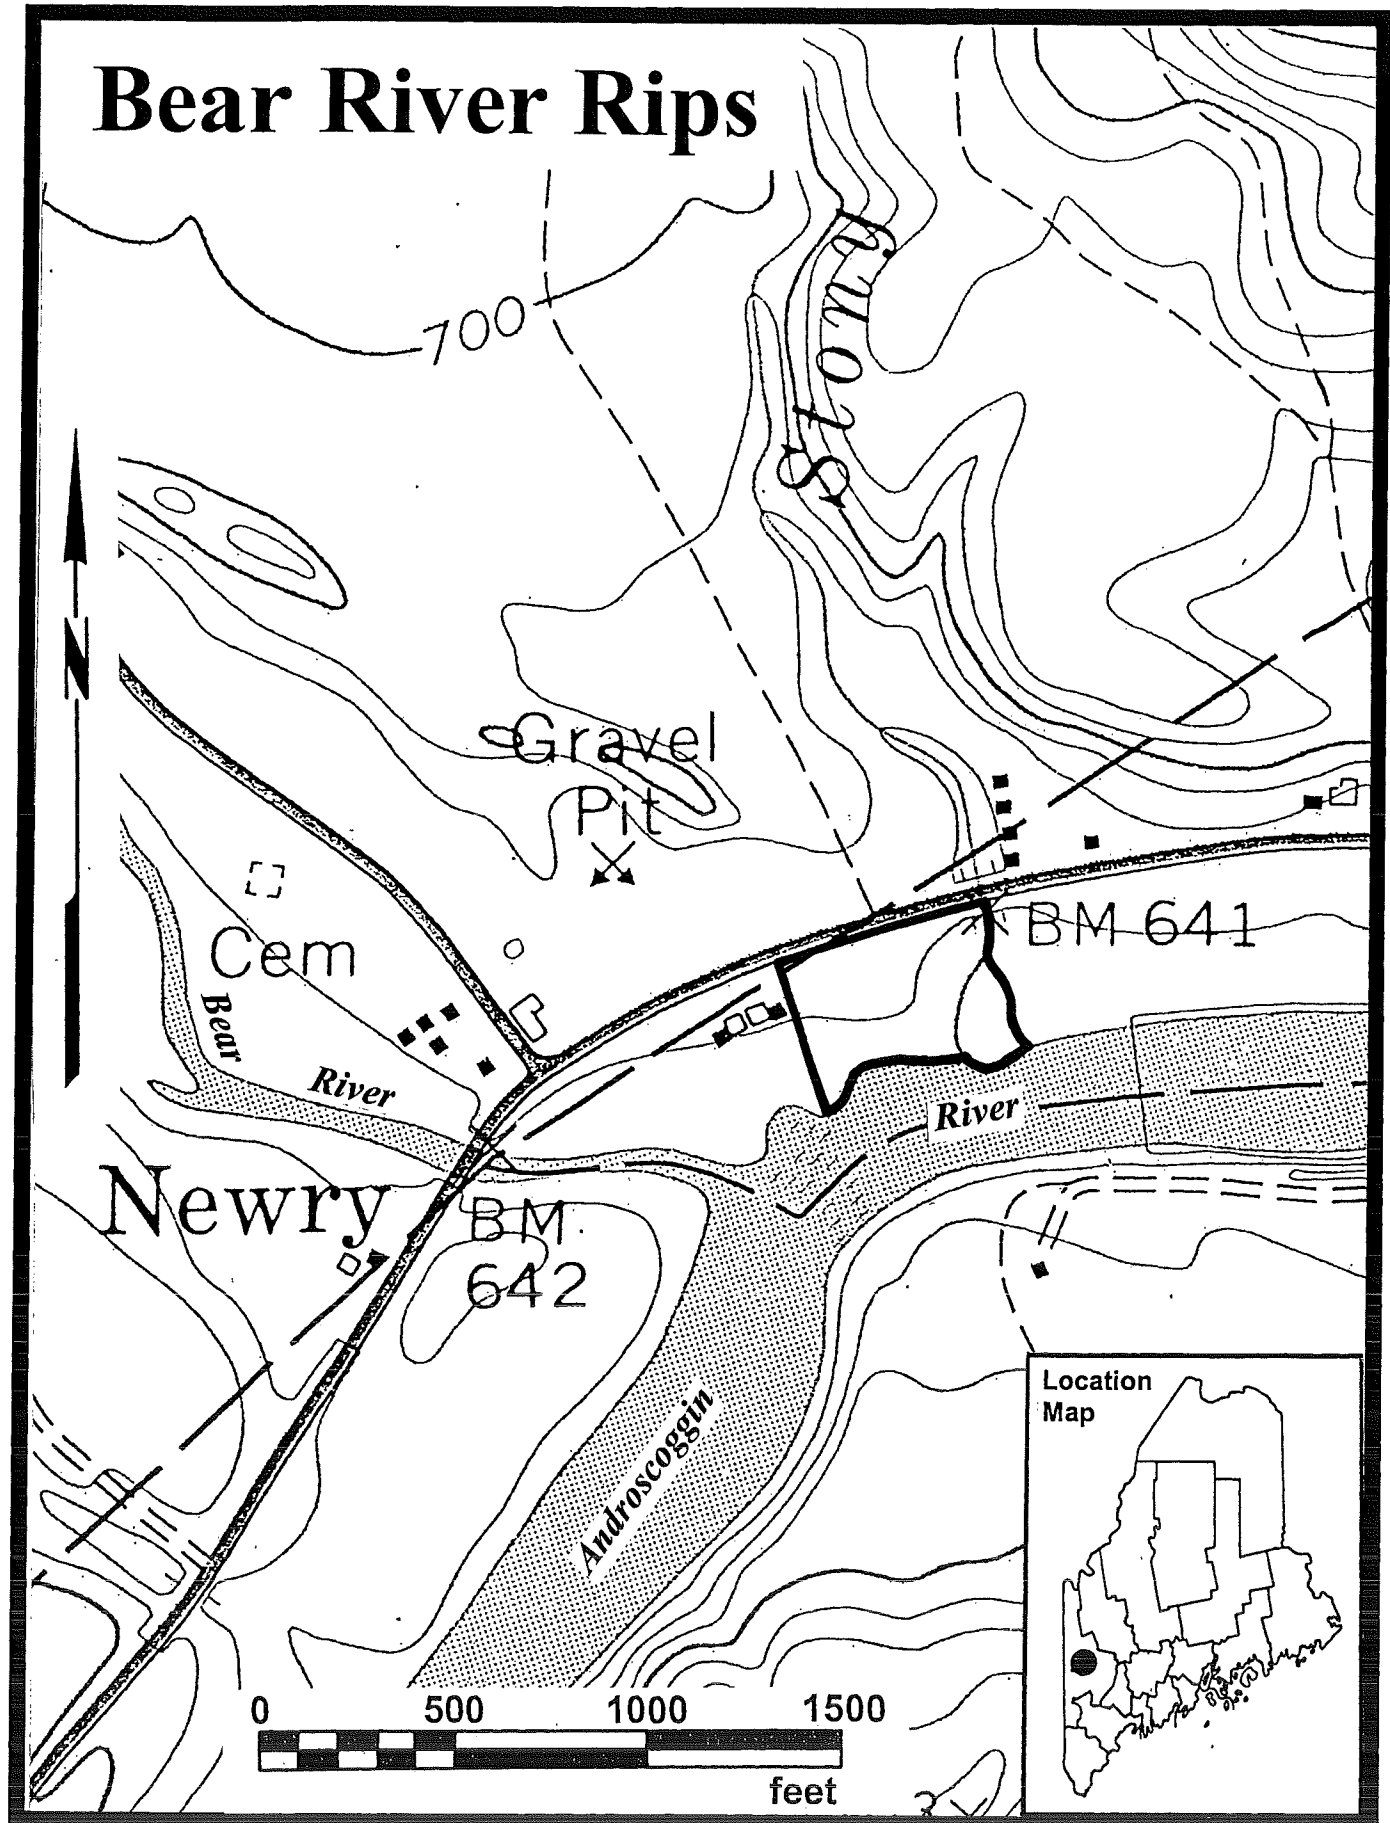 Bear River Rips
700
Stony
N
Gravel
Pit
Cem
BM 641
Bear
River
River
Newry
BM
642
Androscoggin
Location
Map
0 500 1000 1500
feet